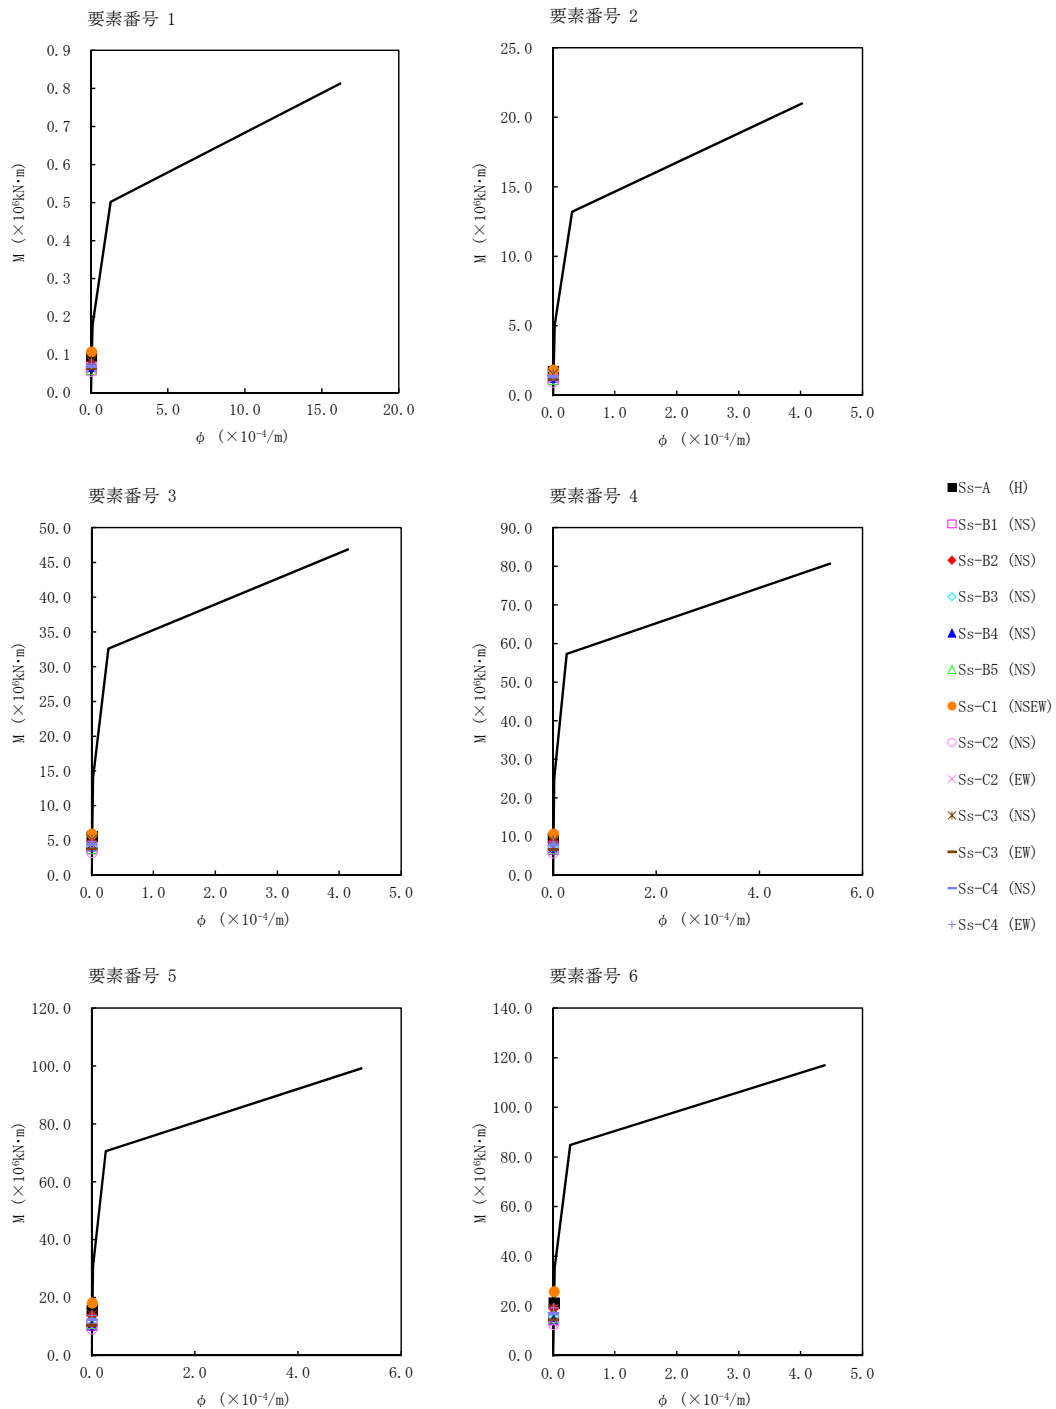 要素番号 1
0.9
0.8
0.7
0.6
0.5
0.4
0.3
0.2
0.1
0.0
M (×10⁶kN・m)
0.0 5.0 10.0 15.0 20.0
φ (×10⁻⁴/m)
要素番号 2
25.0
20.0
15.0
10.0
5.0
0.0
M (×10⁶kN・m)
0.0 1.0 2.0 3.0 4.0 5.0
φ (×10⁻⁴/m)
要素番号 3
50.0
45.0
40.0
35.0
30.0
25.0
20.0
15.0
10.0
5.0
0.0
M (×10⁶kN・m)
0.0 1.0 2.0 3.0 4.0 5.0
φ (×10⁻⁴/m)
要素番号 4
90.0
80.0
70.0
60.0
50.0
40.0
30.0
20.0
10.0
0.0
M (×10⁶kN・m)
0.0 2.0 4.0 6.0
φ (×10⁻⁴/m)
Ss-A (H)
Ss-B1 (NS)
Ss-B2 (NS)
Ss-B3 (NS)
Ss-B4 (NS)
Ss-B5 (NS)
Ss-C1 (NSEW)
Ss-C2 (NS)
Ss-C2 (EW)
Ss-C3 (NS)
Ss-C3 (EW)
Ss-C4 (NS)
Ss-C4 (EW)
要素番号 5
120.0
100.0
80.0
60.0
40.0
20.0
0.0
M (×10⁶kN・m)
0.0 2.0 4.0 6.0
φ (×10⁻⁴/m)
要素番号 6
140.0
120.0
100.0
80.0
60.0
40.0
20.0
0.0
M (×10⁶kN・m)
0.0 1.0 2.0 3.0 4.0 5.0
φ (×10⁻⁴/m)